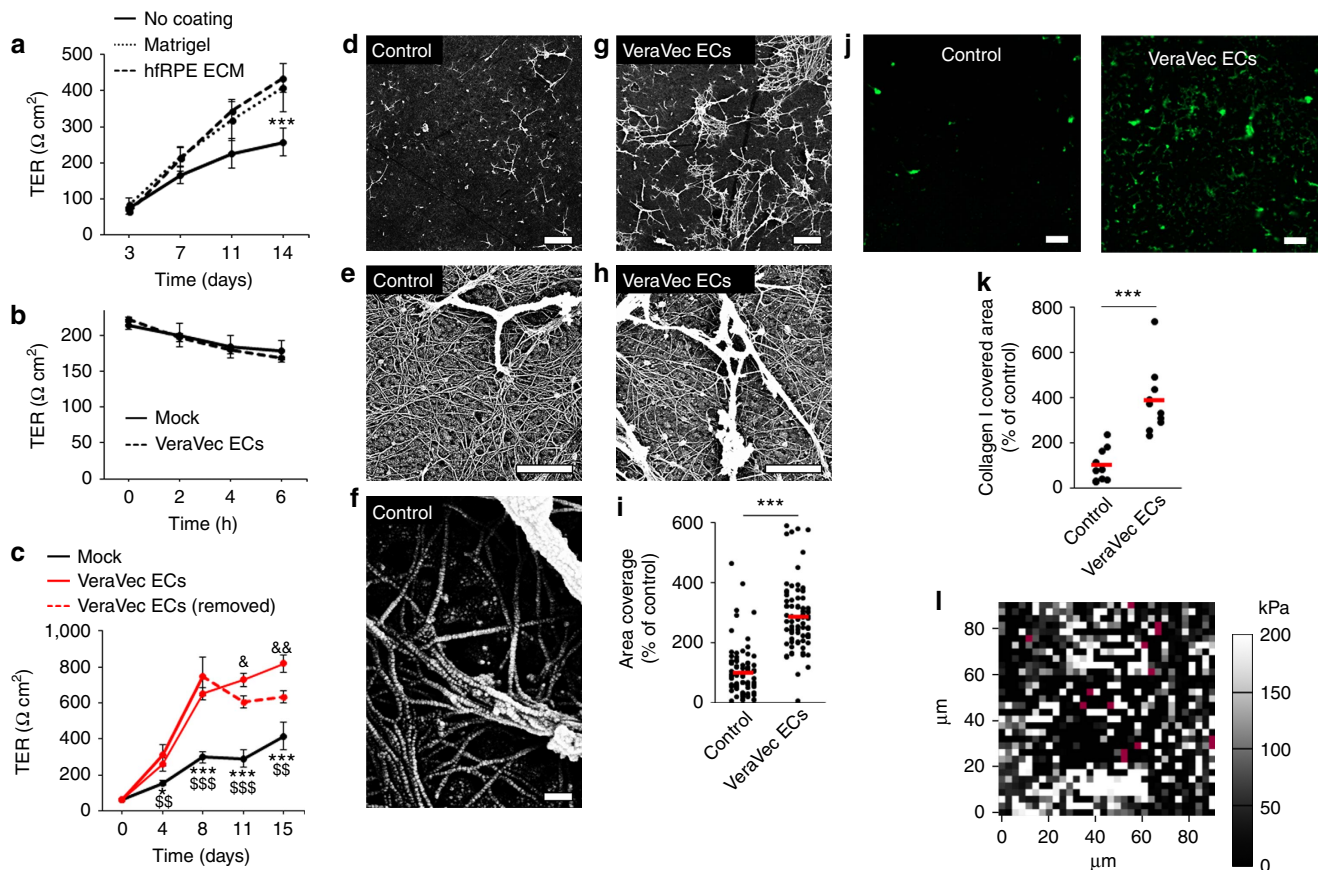 a
No coating
Matrigel
hfRPE ECM
TER (Ω cm²)
500
400
300
200
100
0
***
3 7 11 14
Time (days)
b
TER (Ω cm²)
200
150
100
50
0
Mock
VeraVec ECs
0 2 4 6
Time (h)
c
Mock
VeraVec ECs
VeraVec ECs (removed)
TER (Ω cm²)
1,000
800
600
400
200
0
& &&
* *** *** ***
$$ $$$ $$$ $$
0 4 8 11 15
Time (days)
d
Control
e
Control
f
Control
g
VeraVec ECs
h
VeraVec ECs
i
Area coverage
(% of control)
600
400
200
0
***
Control
VeraVec ECs
j
Control
VeraVec ECs
k
Collagen I covered area
(% of control)
800
600
400
200
0
***
Control
VeraVec ECs
l
µm
80
60
40
20
0
0 20 40 60 80
µm
kPa
200
150
100
50
0